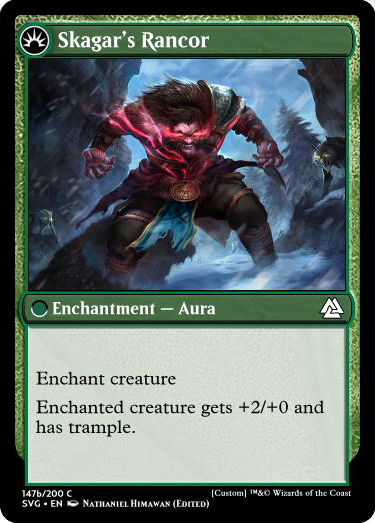 Skagar's Rancor
Enchantment — Aura
Enchant creature
Enchanted creature gets +2/+0 and
has trample.
147b/200 C
[Custom] ™&© Wizards of the Coast
SVG • EN Nathaniel Himawan (Edited)